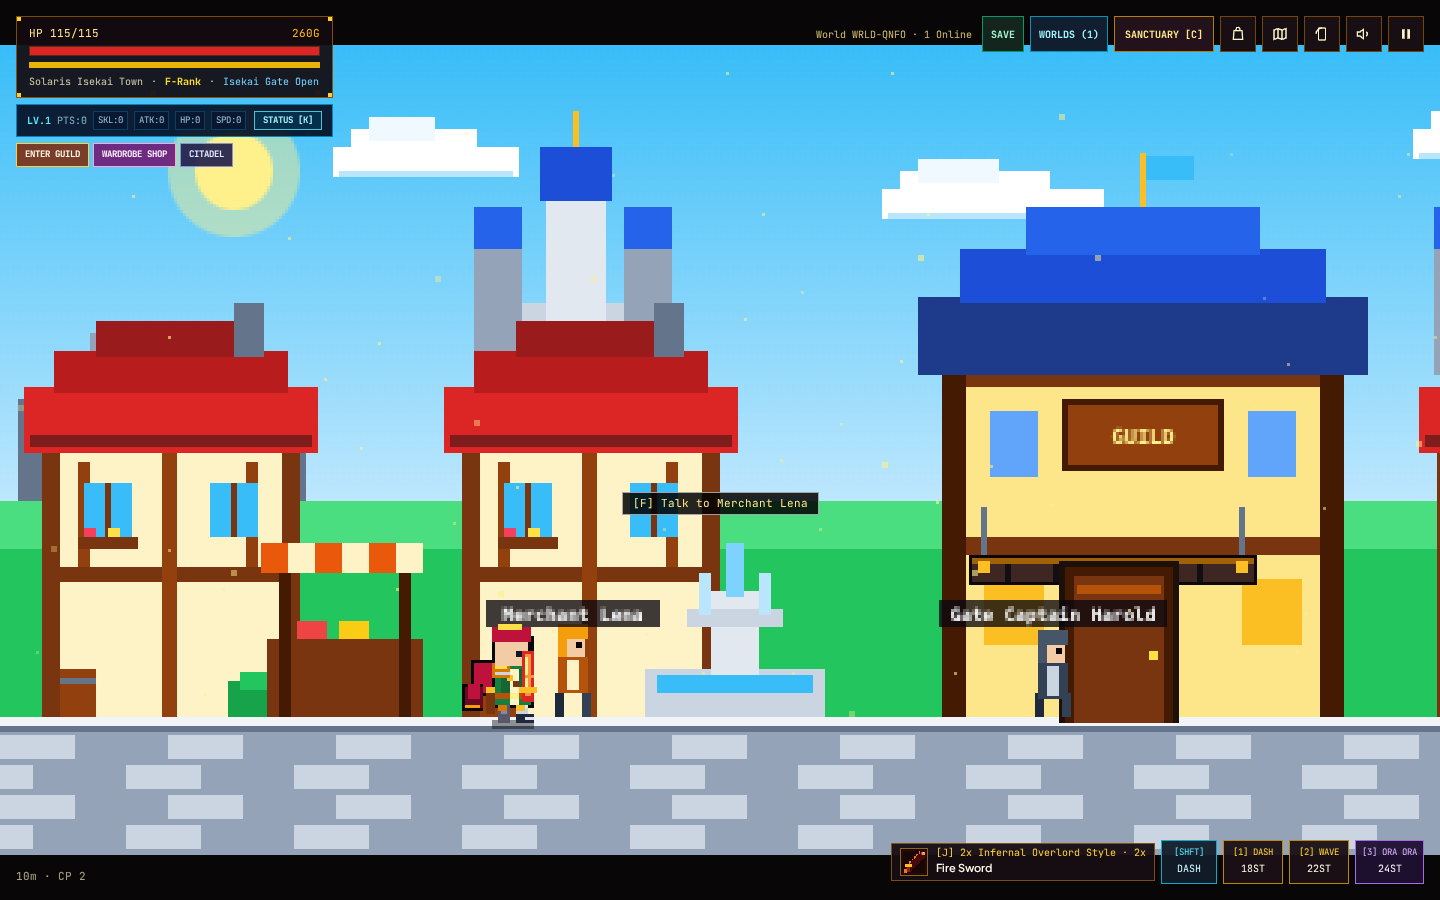 HP 115/115 260G
Solaris Isekai Town · F-Rank · Isekai Gate Open
LV.1 PTS:0 SKL:0 ATK:0 HP:0 SPD:0 STATUS [K]
ENTER GUILD WARDROBE SHOP CITADEL
World WRLD-QNFO · 1 Online SAVE WORLDS (1) SANCTUARY [C]
GUILD
[F] Talk to Merchant Lena
Merchant Lena
Gate Captain Harold
[J] 2x Infernal Overlord Style · 2x
Fire Sword
[SHFT]
DASH
[1] DASH
18ST
[2] WAVE
22ST
[3] ORA ORA
24ST
10m · CP 2